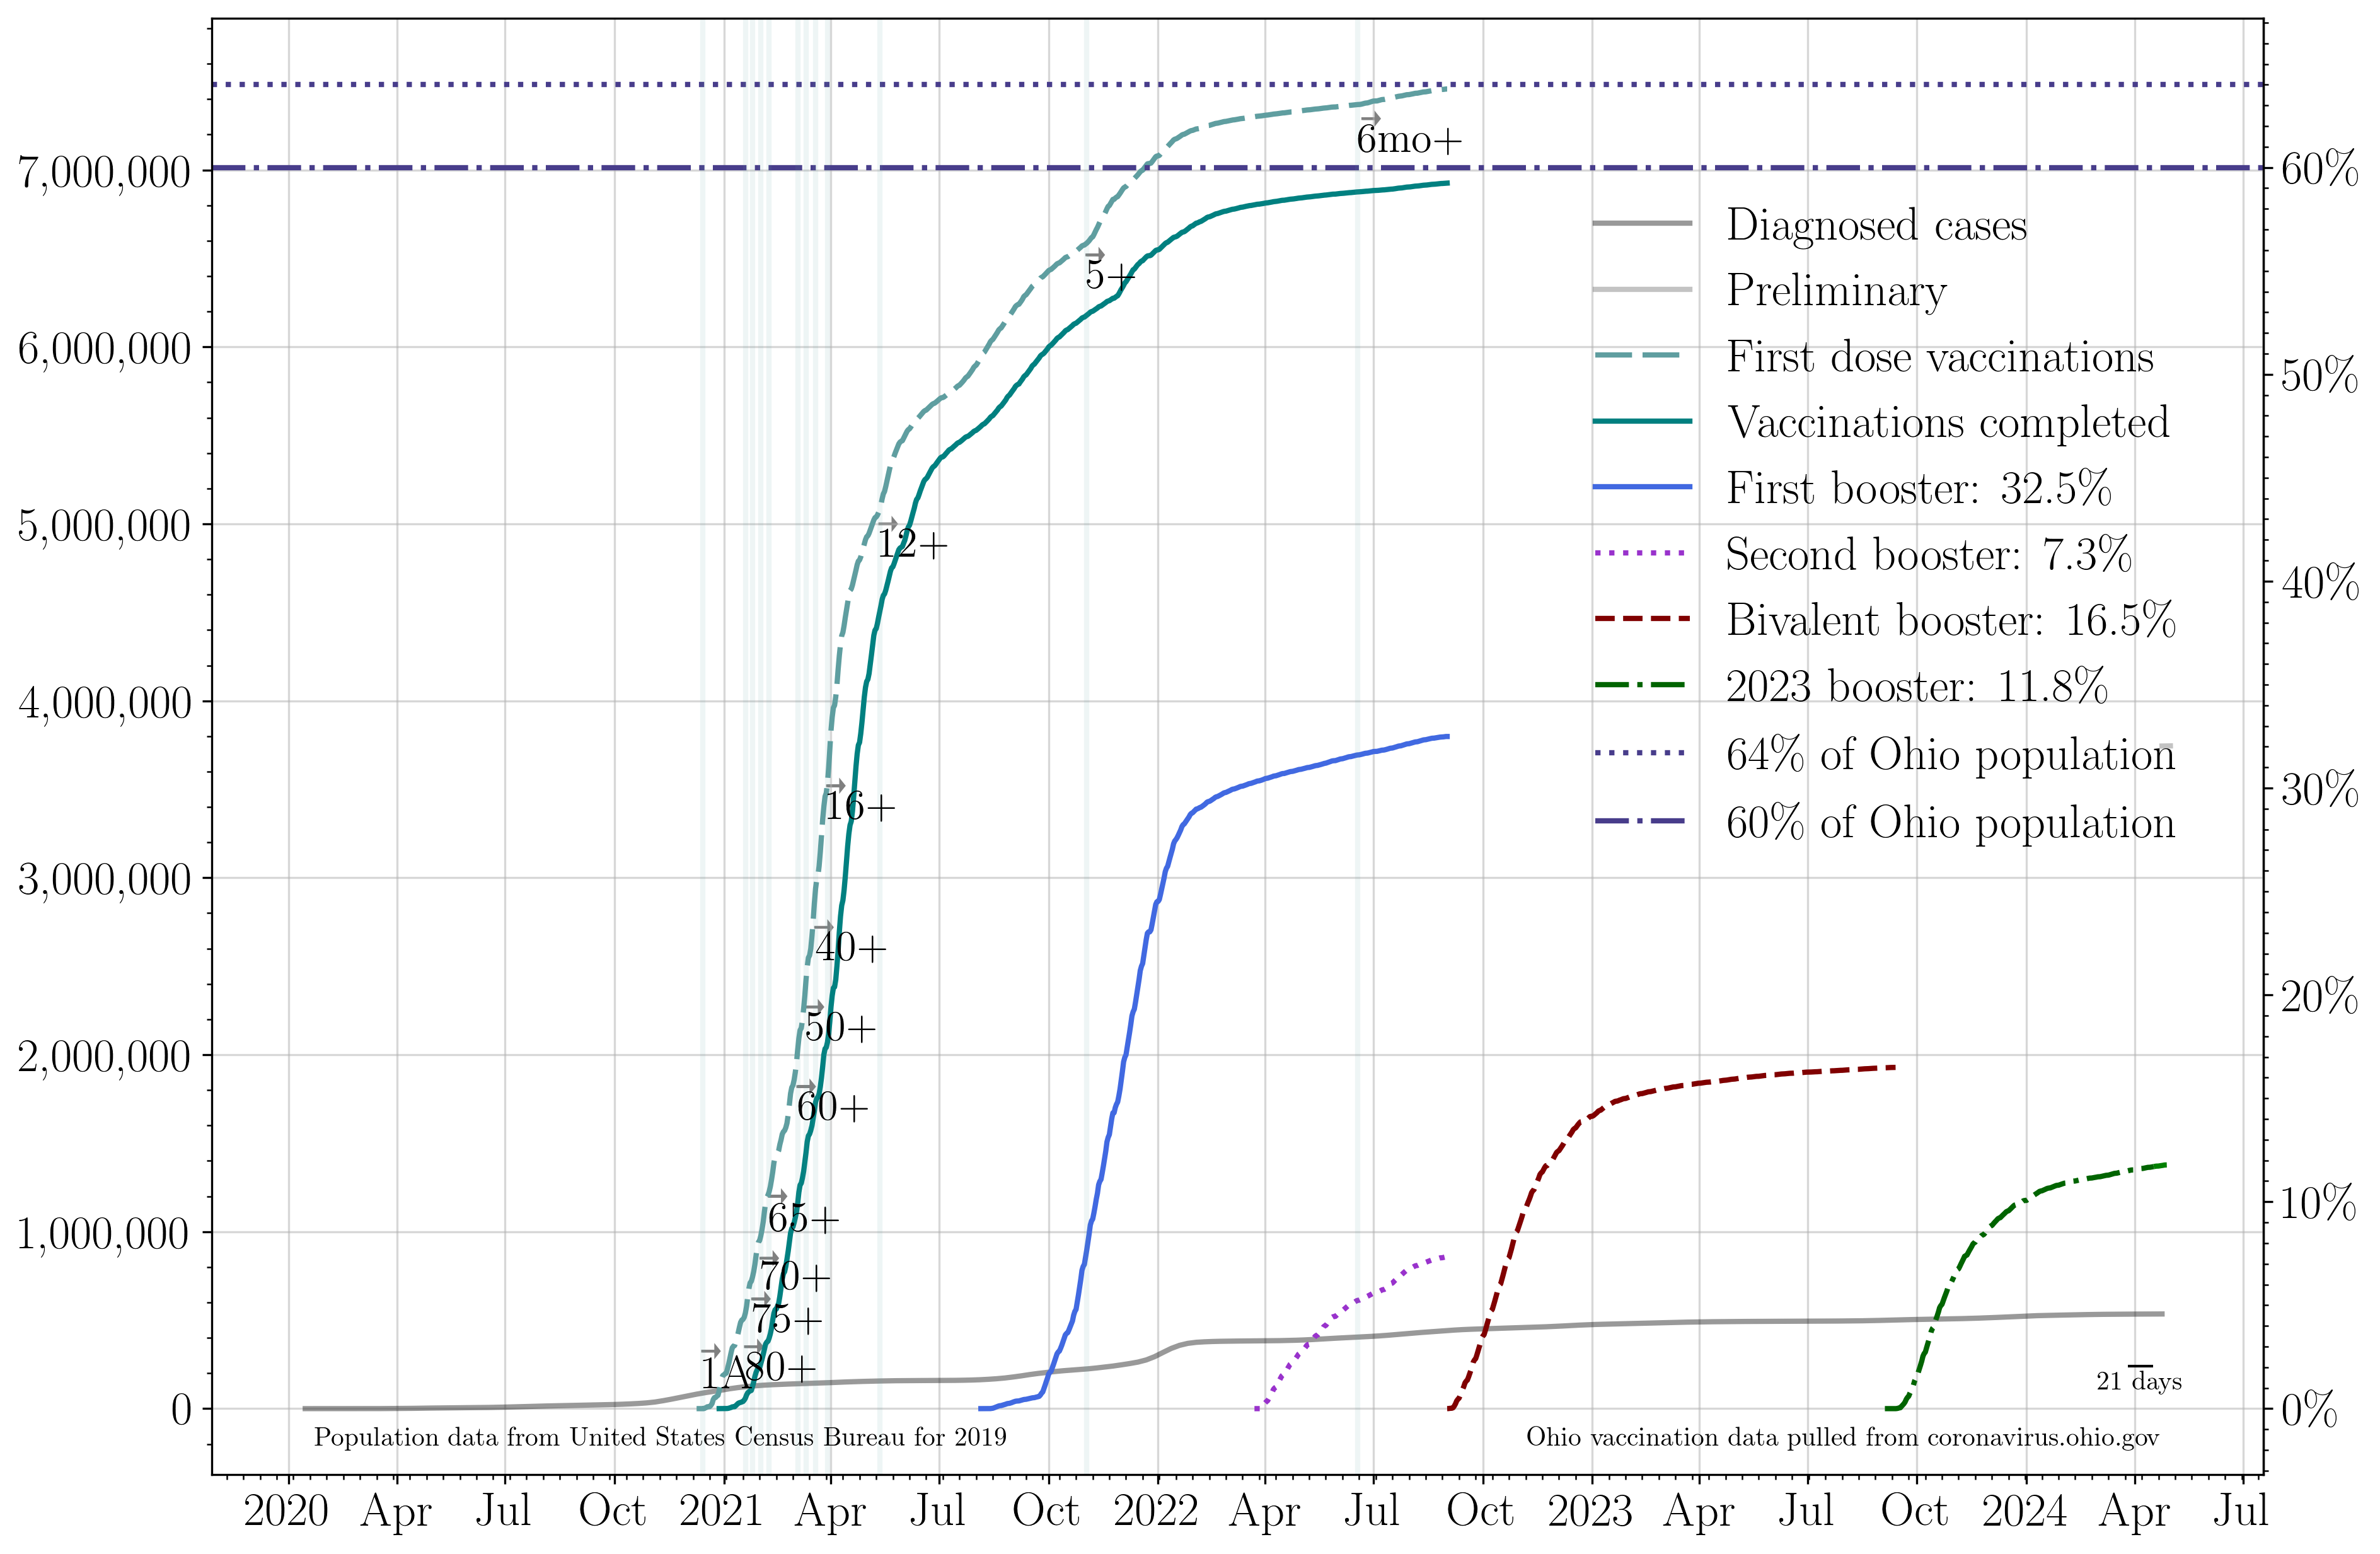 7,000,000
6,000,000
5,000,000
4,000,000
3,000,000
2,000,000
1,000,000
0
60%
50%
40%
30%
20%
10%
0%
Diagnosed cases
Preliminary
First dose vaccinations
Vaccinations completed
First booster: 32.5%
Second booster: 7.3%
Bivalent booster: 16.5%
2023 booster: 11.8%
64% of Ohio population
60% of Ohio population
6mo+
5+
12+
16+
40+
50+
60+
65+
70+
75+
80+
1A
21 days
Population data from United States Census Bureau for 2019
Ohio vaccination data pulled from coronavirus.ohio.gov
2020 Apr Jul Oct 2021 Apr Jul Oct 2022 Apr Jul Oct 2023 Apr Jul Oct 2024 Apr Jul